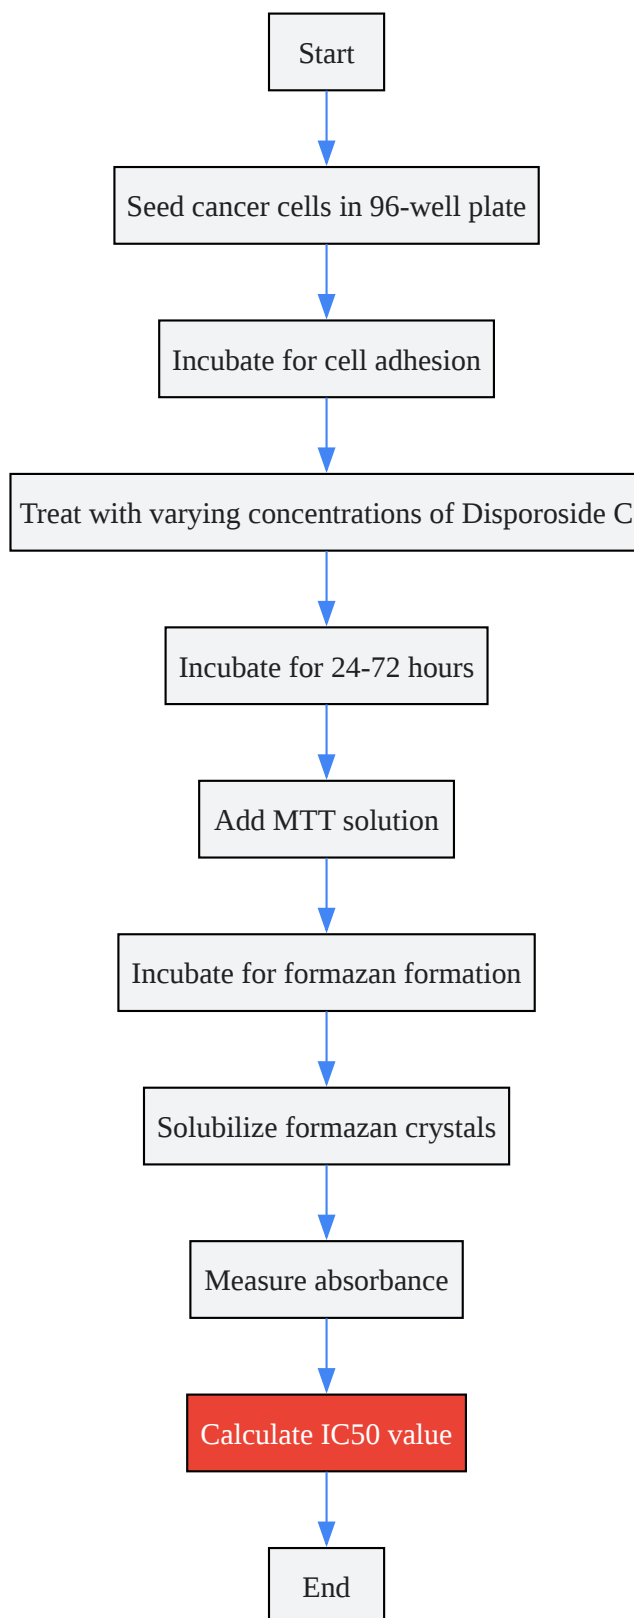 Start
Seed cancer cells in 96-well plate
Incubate for cell adhesion
Treat with varying concentrations of Disporoside C
Incubate for 24-72 hours
Add MTT solution
Incubate for formazan formation
Solubilize formazan crystals
Measure absorbance
Calculate IC50 value
End